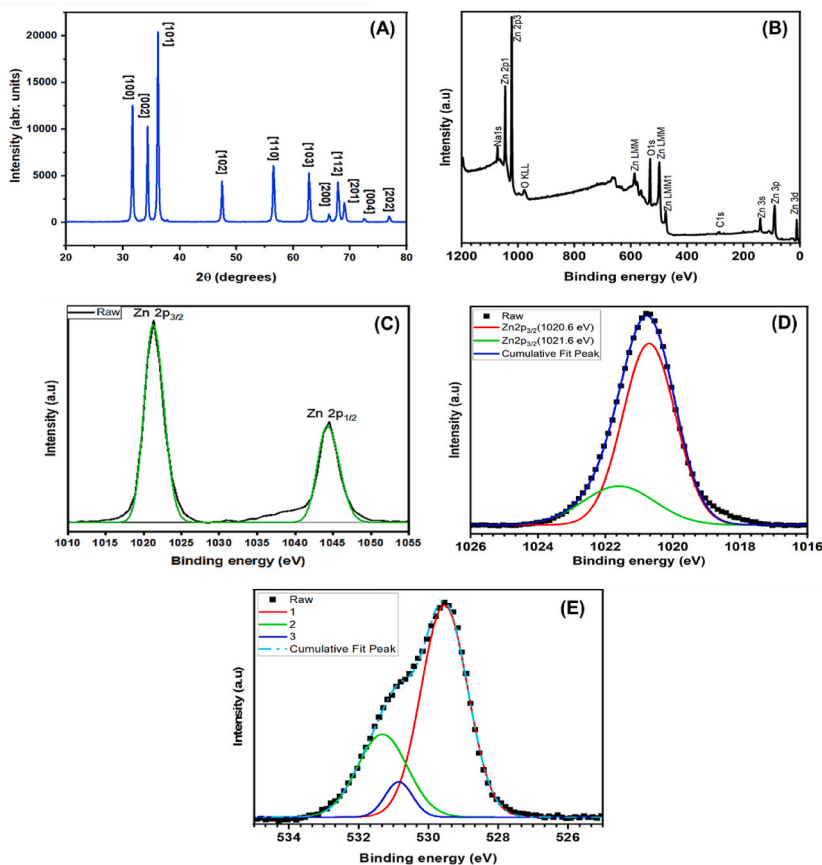 (A)
Intensity (abr. units)
20000
15000
10000
5000
0
[100]
[002]
[101]
[102]
[110]
[103]
[200]
[112]
[201]
[004]
[202]
20 30 40 50 60 70 80
2θ (degrees)
(B)
Intensity (a.u)
Na1s
Zn 2p1
Zn 2p3
O KLL
Zn LMM
O1s
Zn LMM
Zn LMM1
C1s
Zn 3s
Zn 3p
Zn 3d
1200 1000 800 600 400 200 0
Binding energy (eV)
(C)
Raw
Zn 2p3/2
Zn 2p1/2
Intensity (a.u)
1010 1015 1020 1025 1030 1035 1040 1045 1050 1055
Binding energy (eV)
(D)
Raw
Zn2p3/2(1020.6 eV)
Zn2p3/2(1021.6 eV)
Cumulative Fit Peak
Intensity (a.u)
1026 1024 1022 1020 1018 1016
Binding energy (eV)
(E)
Raw
1
2
3
Cumulative Fit Peak
Intensity (a.u)
534 532 530 528 526
Binding energy (eV)